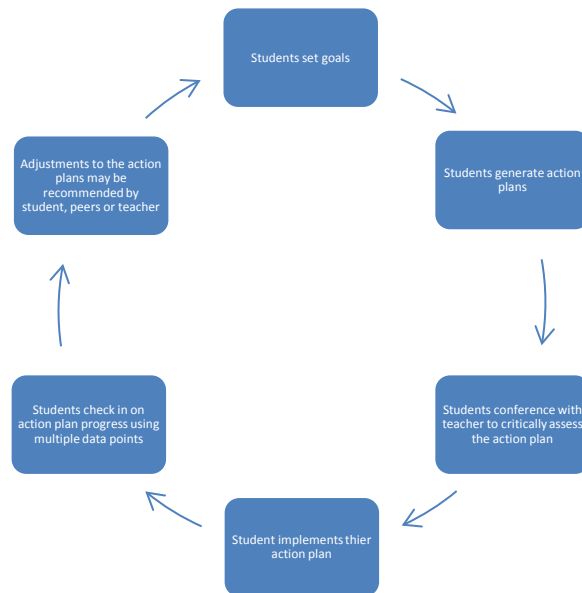 Students set goals
Students generate action
plans
Students conference with
teacher to critically assess
the action plan
Student implements thier
action plan
Students check in on
action plan progress using
multiple data points
Adjustments to the action
plans may be
recommended by
student, peers or teacher